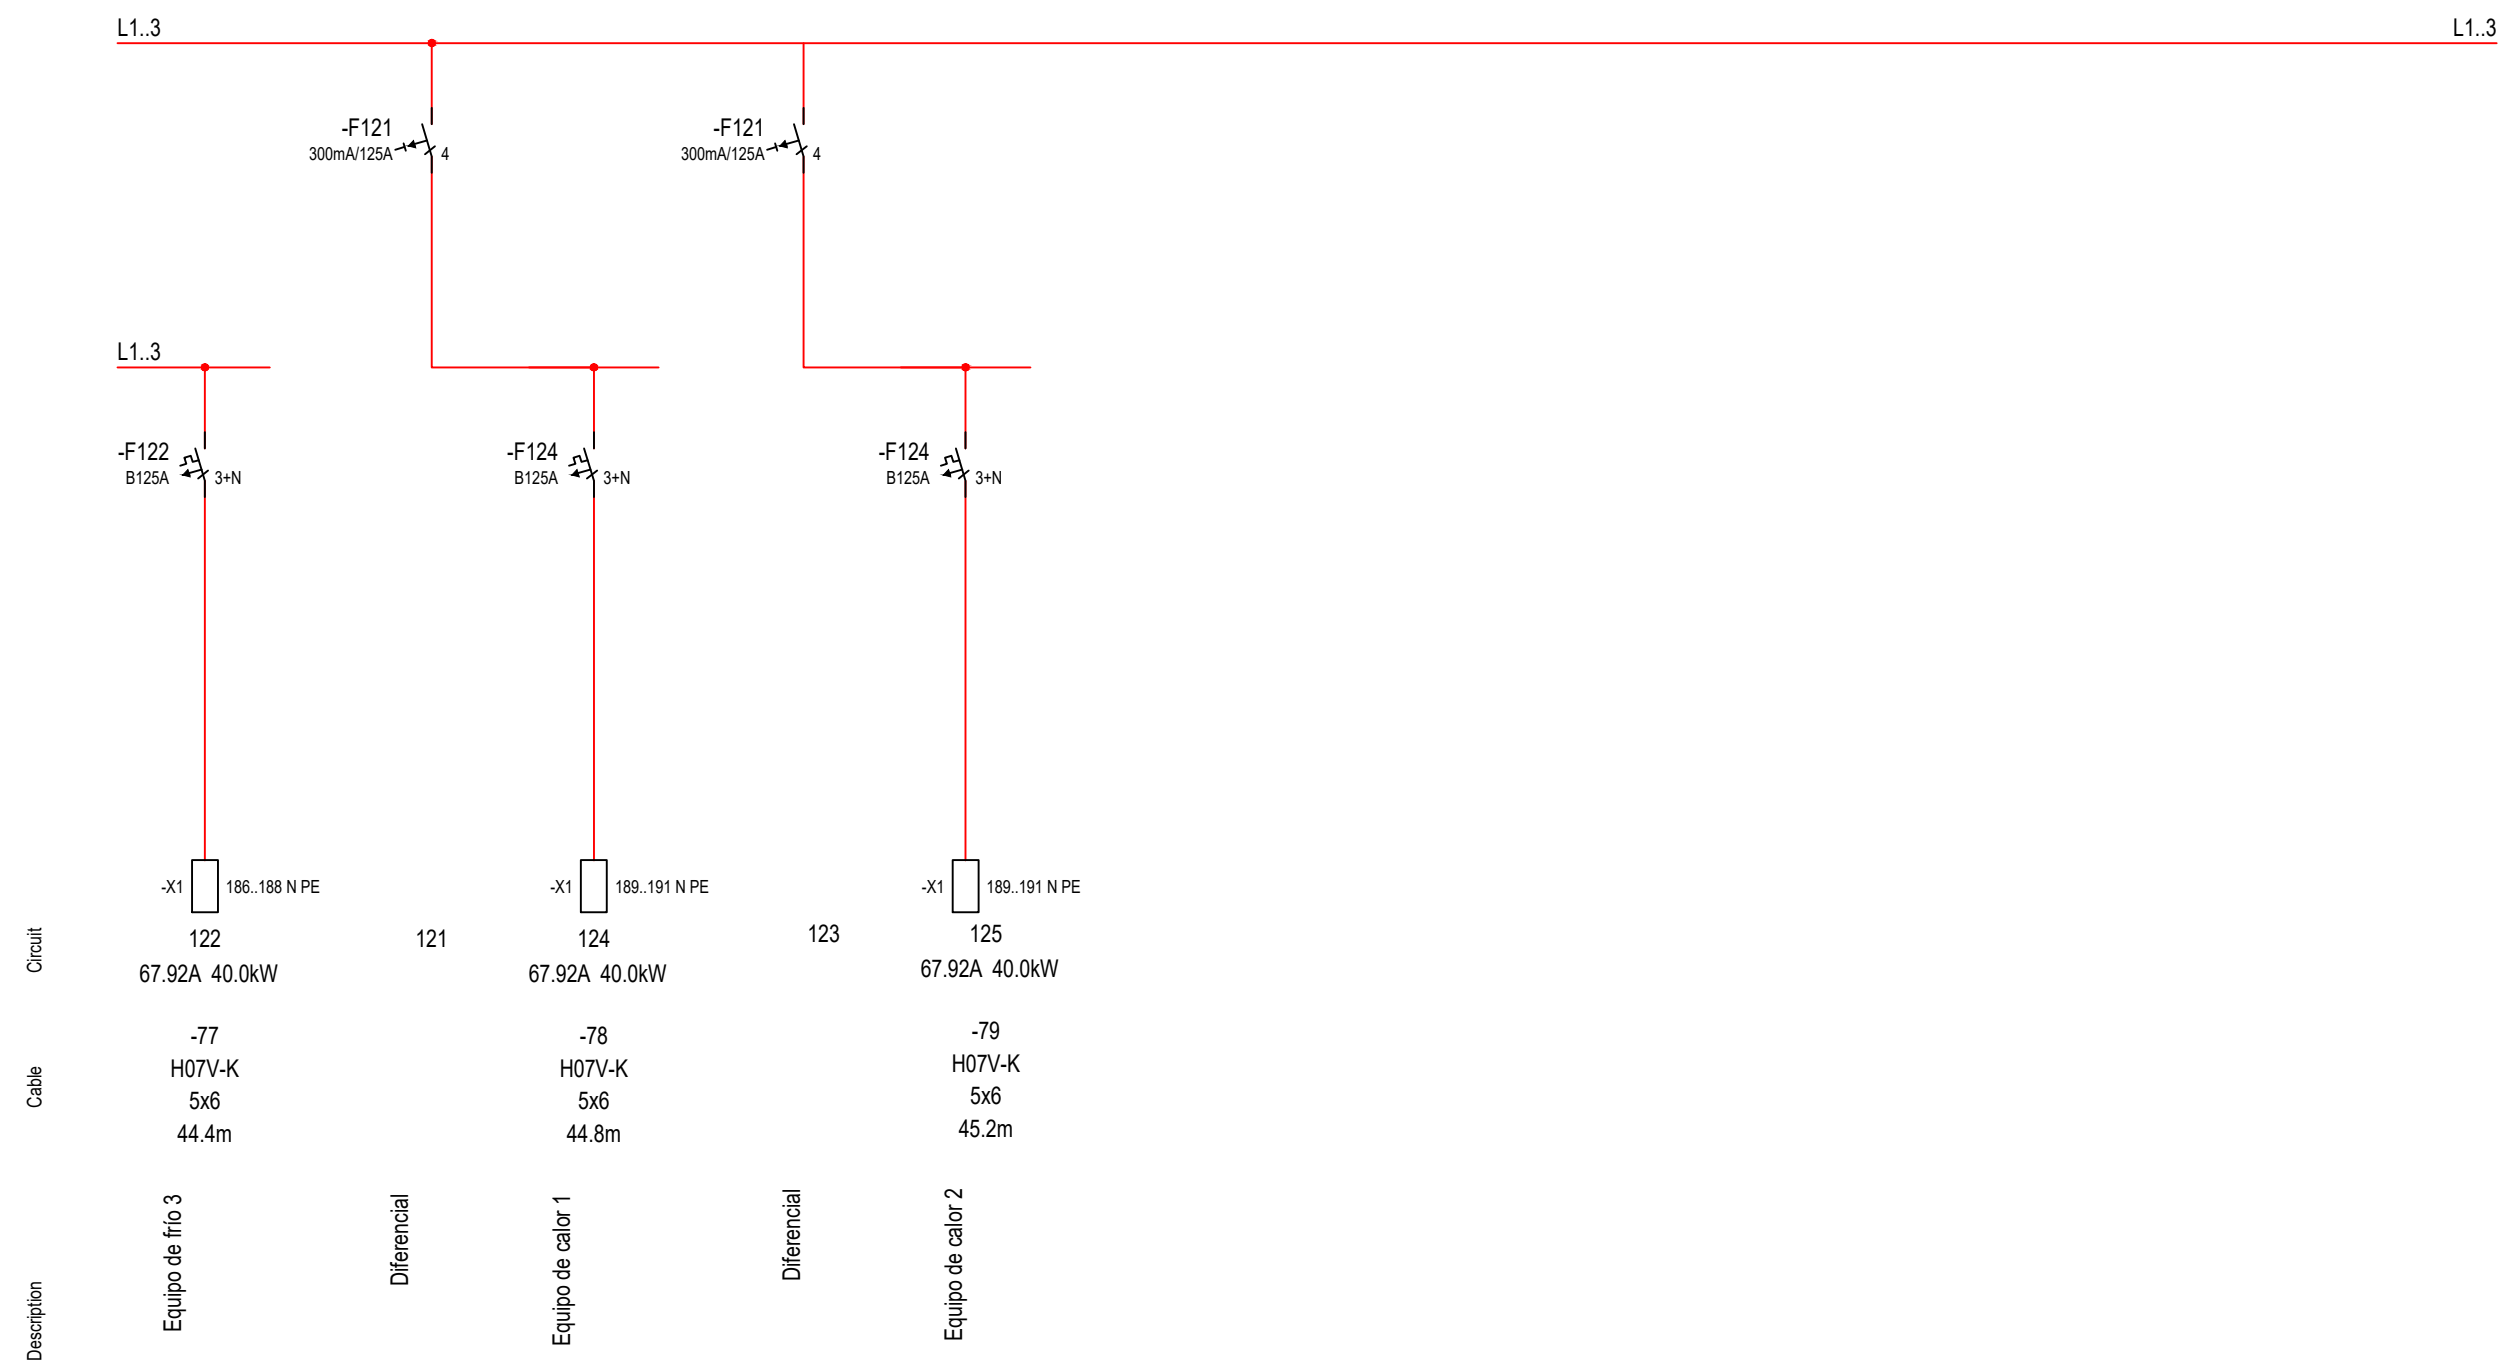 L1..3
L1..3
-F121
300mA/125A
4
-F121
300mA/125A
4
L1..3
-F122
B125A
3+N
-F124
B125A
3+N
-F124
B125A
3+N
-X1
186..188 N PE
-X1
189..191 N PE
-X1
189..191 N PE
Circuit
122
121
124
123
125
67.92A 40.0kW
67.92A 40.0kW
67.92A 40.0kW
Cable
-77
H07V-K
5x6
44.4m
-78
H07V-K
5x6
44.8m
-79
H07V-K
5x6
45.2m
Description
Equipo de frío 3
Diferencial
Equipo de calor 1
Diferencial
Equipo de calor 2